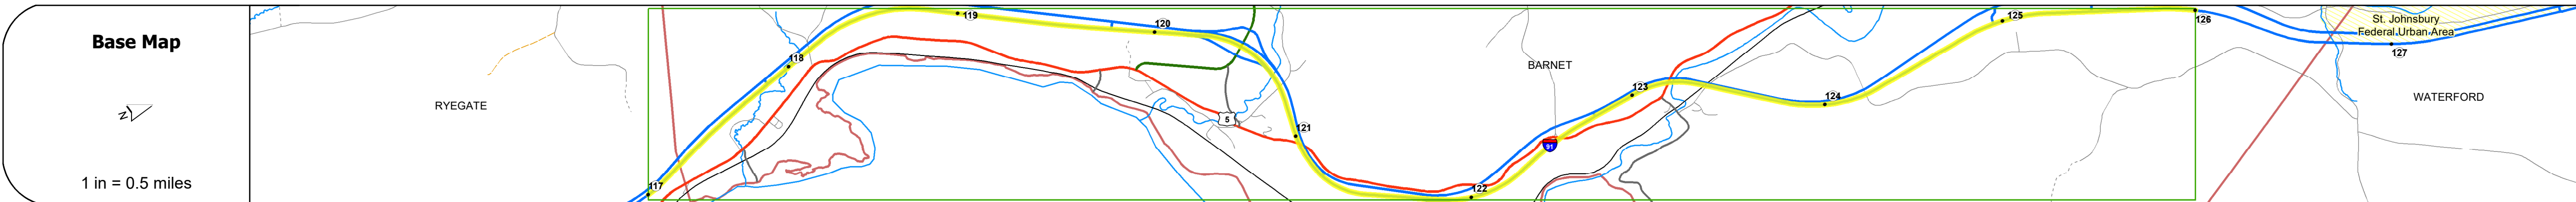 Base Map
N
1 in = 0.5 miles
RYEGATE
117
118
119
120
5
121
122
91
BARNET
123
124
125
126
St. Johnsbury
Federal Urban Area
127
WATERFORD